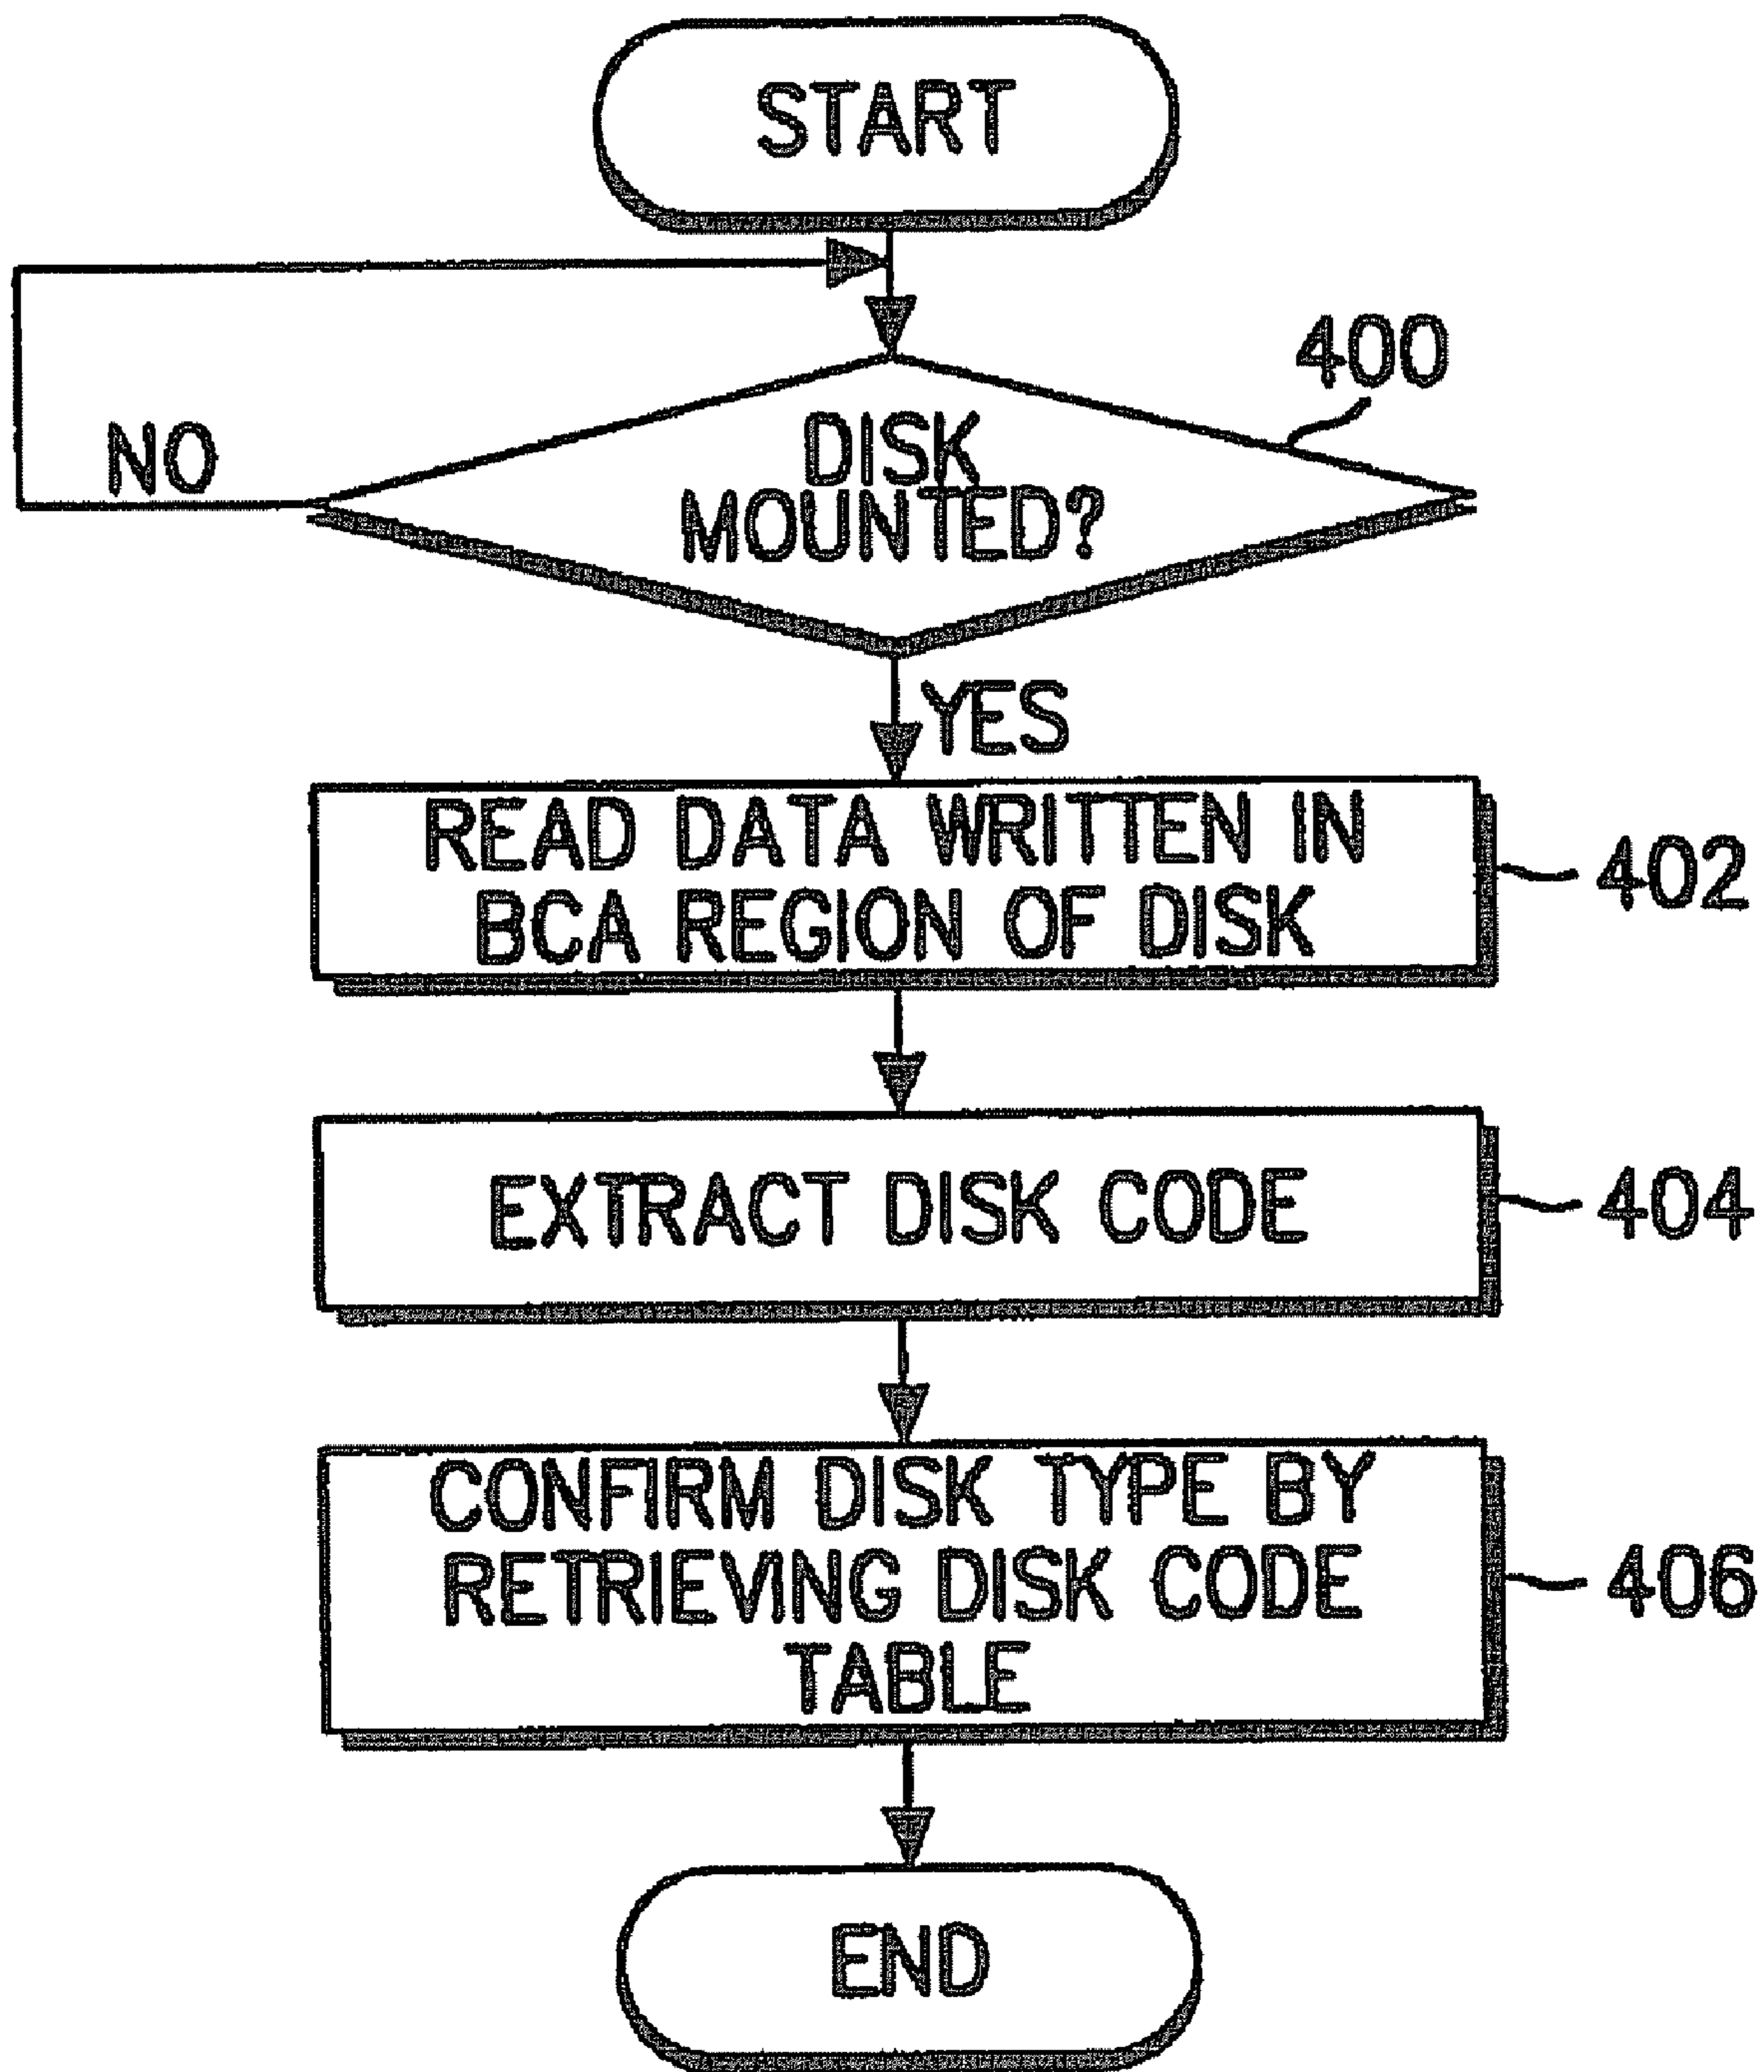 START
400
NO
DISK
MOUNTED?
YES
READ DATA WRITTEN IN
BCA REGION OF DISK
402
EXTRACT DISK CODE
404
CONFIRM DISK TYPE BY
RETRIEVING DISK CODE
TABLE
406
END